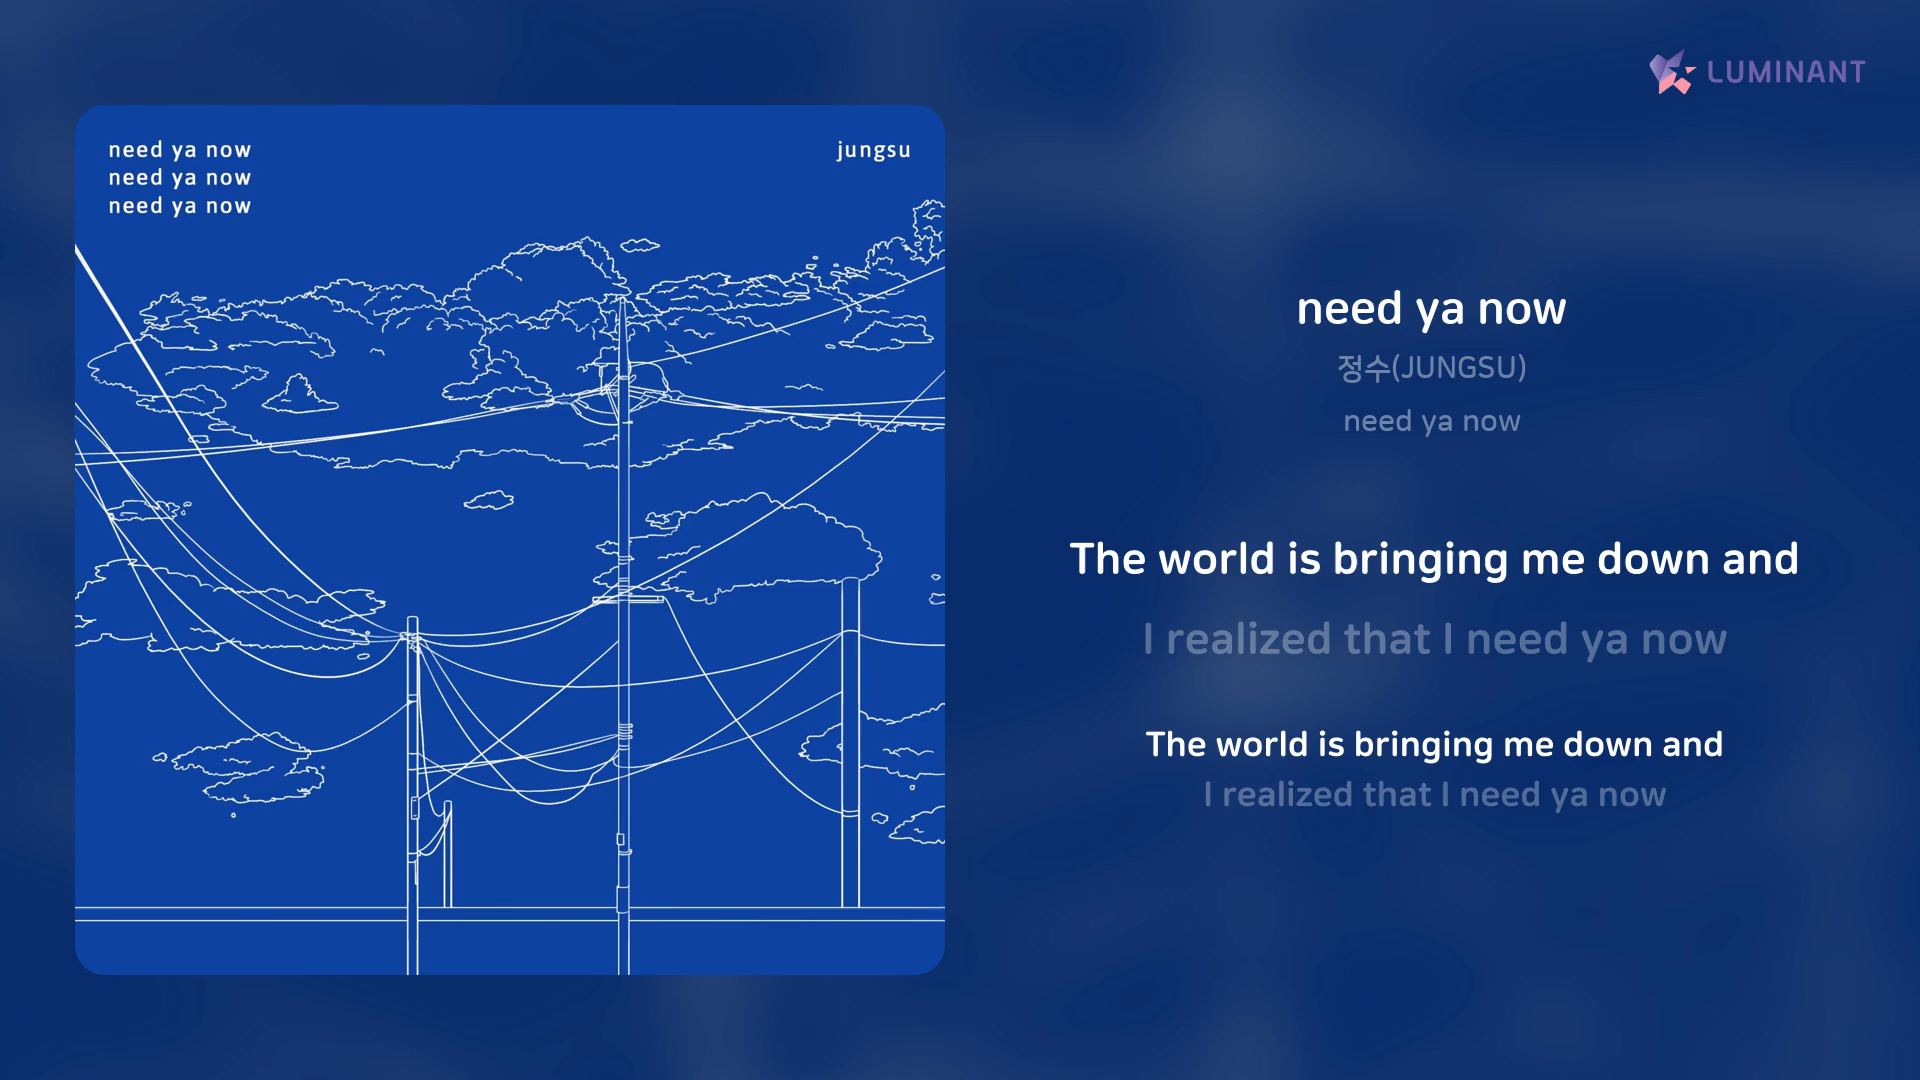 need ya now
need ya now
need ya now
jungsu
LUMINANT
need ya now
정수(JUNGSU)
need ya now
The world is bringing me down and
I realized that I need ya now
The world is bringing me down and
I realized that I need ya now